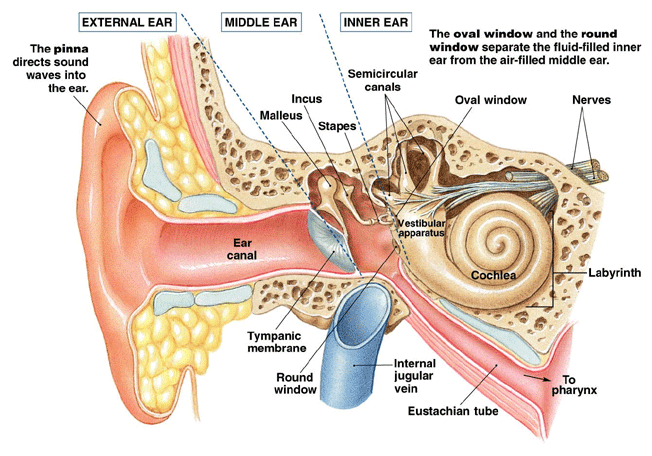 EXTERNAL EAR
MIDDLE EAR
INNER EAR
The pinna
directs sound
waves into
the ear.
The oval window and the round
window separate the fluid-filled inner
ear from the air-filled middle ear.
Semicircular
canals
Oval window
Nerves
Incus
Malleus
Stapes
Vestibular
apparatus
Ear
canal
Cochlea
Labyrinth
Tympanic
membrane
Round
window
Internal
jugular
vein
To
pharynx
Eustachian tube